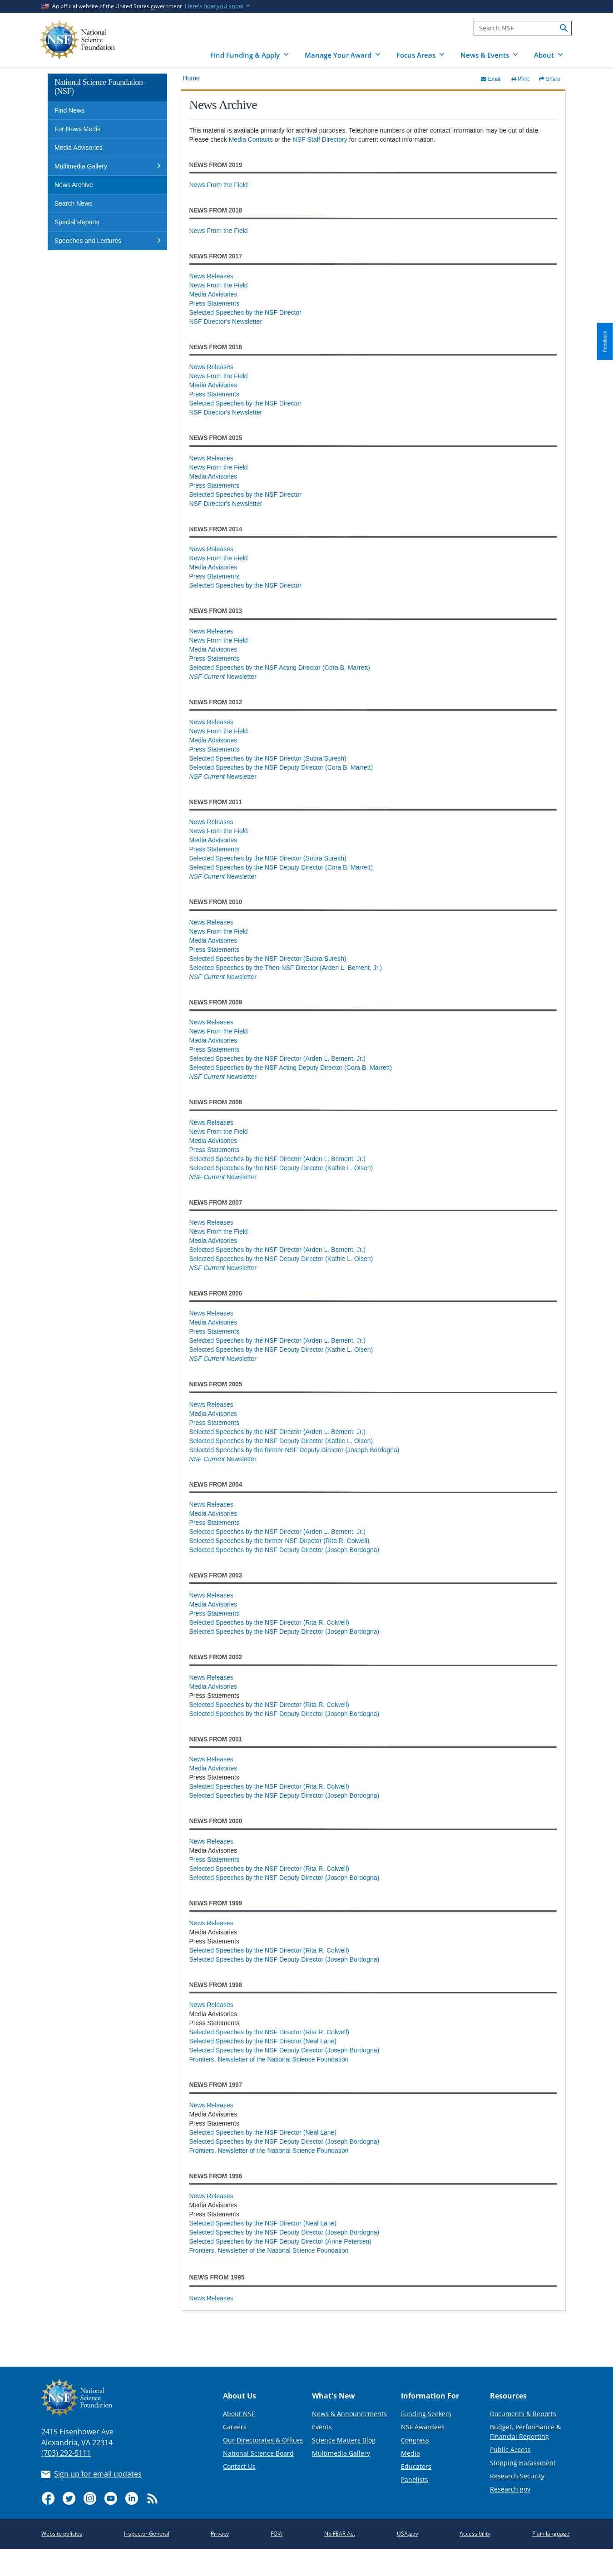 An official website of the United States government Here's how you know
NSF National Science Foundation
Search NSF
Find Funding & Apply
Manage Your Award
Focus Areas
News & Events
About
National Science Foundation (NSF)
Find News
For News Media
Media Advisories
Multimedia Gallery
News Archive
Search News
Special Reports
Speeches and Lectures
Home
Email
Print
Share
News Archive
This material is available primarily for archival purposes. Telephone numbers or other contact information may be out of date.
Please check Media Contacts or the NSF Staff Directory for current contact information.
NEWS FROM 2019
News From the Field
NEWS FROM 2018
News From the Field
NEWS FROM 2017
News Releases
News From the Field
Media Advisories
Press Statements
Selected Speeches by the NSF Director
NSF Director's Newsletter
Feedback
NEWS FROM 2016
News Releases
News From the Field
Media Advisories
Press Statements
Selected Speeches by the NSF Director
NSF Director's Newsletter
NEWS FROM 2015
News Releases
News From the Field
Media Advisories
Press Statements
Selected Speeches by the NSF Director
NSF Director's Newsletter
NEWS FROM 2014
News Releases
News From the Field
Media Advisories
Press Statements
Selected Speeches by the NSF Director
NEWS FROM 2013
News Releases
News From the Field
Media Advisories
Press Statements
Selected Speeches by the NSF Acting Director (Cora B. Marrett)
NSF Current Newsletter
NEWS FROM 2012
News Releases
News From the Field
Media Advisories
Press Statements
Selected Speeches by the NSF Director (Subra Suresh)
Selected Speeches by the NSF Deputy Director (Cora B. Marrett)
NSF Current Newsletter
NEWS FROM 2011
News Releases
News From the Field
Media Advisories
Press Statements
Selected Speeches by the NSF Director (Subra Suresh)
Selected Speeches by the NSF Deputy Director (Cora B. Marrett)
NSF Current Newsletter
NEWS FROM 2010
News Releases
News From the Field
Media Advisories
Press Statements
Selected Speeches by the NSF Director (Subra Suresh)
Selected Speeches by the Then-NSF Director (Arden L. Bement, Jr.)
NSF Current Newsletter
NEWS FROM 2009
News Releases
News From the Field
Media Advisories
Press Statements
Selected Speeches by the NSF Director (Arden L. Bement, Jr.)
Selected Speeches by the NSF Acting Deputy Director (Cora B. Marrett)
NSF Current Newsletter
NEWS FROM 2008
News Releases
News From the Field
Media Advisories
Press Statements
Selected Speeches by the NSF Director (Arden L. Bement, Jr.)
Selected Speeches by the NSF Deputy Director (Kathie L. Olsen)
NSF Current Newsletter
NEWS FROM 2007
News Releases
News From the Field
Media Advisories
Selected Speeches by the NSF Director (Arden L. Bement, Jr.)
Selected Speeches by the NSF Deputy Director (Kathie L. Olsen)
NSF Current Newsletter
NEWS FROM 2006
News Releases
Media Advisories
Press Statements
Selected Speeches by the NSF Director (Arden L. Bement, Jr.)
Selected Speeches by the NSF Deputy Director (Kathie L. Olsen)
NSF Current Newsletter
NEWS FROM 2005
News Releases
Media Advisories
Press Statements
Selected Speeches by the NSF Director (Arden L. Bement, Jr.)
Selected Speeches by the NSF Deputy Director (Kathie L. Olsen)
Selected Speeches by the former NSF Deputy Director (Joseph Bordogna)
NSF Current Newsletter
NEWS FROM 2004
News Releases
Media Advisories
Press Statements
Selected Speeches by the NSF Director (Arden L. Bement, Jr.)
Selected Speeches by the former NSF Director (Rita R. Colwell)
Selected Speeches by the NSF Deputy Director (Joseph Bordogna)
NEWS FROM 2003
News Releases
Media Advisories
Press Statements
Selected Speeches by the NSF Director (Rita R. Colwell)
Selected Speeches by the NSF Deputy Director (Joseph Bordogna)
NEWS FROM 2002
News Releases
Media Advisories
Press Statements
Selected Speeches by the NSF Director (Rita R. Colwell)
Selected Speeches by the NSF Deputy Director (Joseph Bordogna)
NEWS FROM 2001
News Releases
Media Advisories
Press Statements
Selected Speeches by the NSF Director (Rita R. Colwell)
Selected Speeches by the NSF Deputy Director (Joseph Bordogna)
NEWS FROM 2000
News Releases
Media Advisories
Press Statements
Selected Speeches by the NSF Director (Rita R. Colwell)
Selected Speeches by the NSF Deputy Director (Joseph Bordogna)
NEWS FROM 1999
News Releases
Media Advisories
Press Statements
Selected Speeches by the NSF Director (Rita R. Colwell)
Selected Speeches by the NSF Deputy Director (Joseph Bordogna)
NEWS FROM 1998
News Releases
Media Advisories
Press Statements
Selected Speeches by the NSF Director (Rita R. Colwell)
Selected Speeches by the NSF Director (Neal Lane)
Selected Speeches by the NSF Deputy Director (Joseph Bordogna)
Frontiers, Newsletter of the National Science Foundation
NEWS FROM 1997
News Releases
Media Advisories
Press Statements
Selected Speeches by the NSF Director (Neal Lane)
Selected Speeches by the NSF Deputy Director (Joseph Bordogna)
Frontiers, Newsletter of the National Science Foundation
NEWS FROM 1996
News Releases
Media Advisories
Press Statements
Selected Speeches by the NSF Director (Neal Lane)
Selected Speeches by the NSF Deputy Director (Joseph Bordogna)
Selected Speeches by the NSF Deputy Director (Anne Petersen)
Frontiers, Newsletter of the National Science Foundation
NEWS FROM 1995
News Releases
NSF National Science Foundation
2415 Eisenhower Ave
Alexandria, VA 22314
(703) 292-5111
Sign up for email updates
About Us
About NSF
Careers
Our Directorates & Offices
National Science Board
Contact Us
What's New
News & Announcements
Events
Science Matters Blog
Multimedia Gallery
Information For
Funding Seekers
NSF Awardees
Congress
Media
Educators
Panelists
Resources
Documents & Reports
Budget, Performance &
Financial Reporting
Public Access
Stopping Harassment
Research Security
Research.gov
Website policies
Inspector General
Privacy
FOIA
No FEAR Act
USA.gov
Accessibility
Plain language